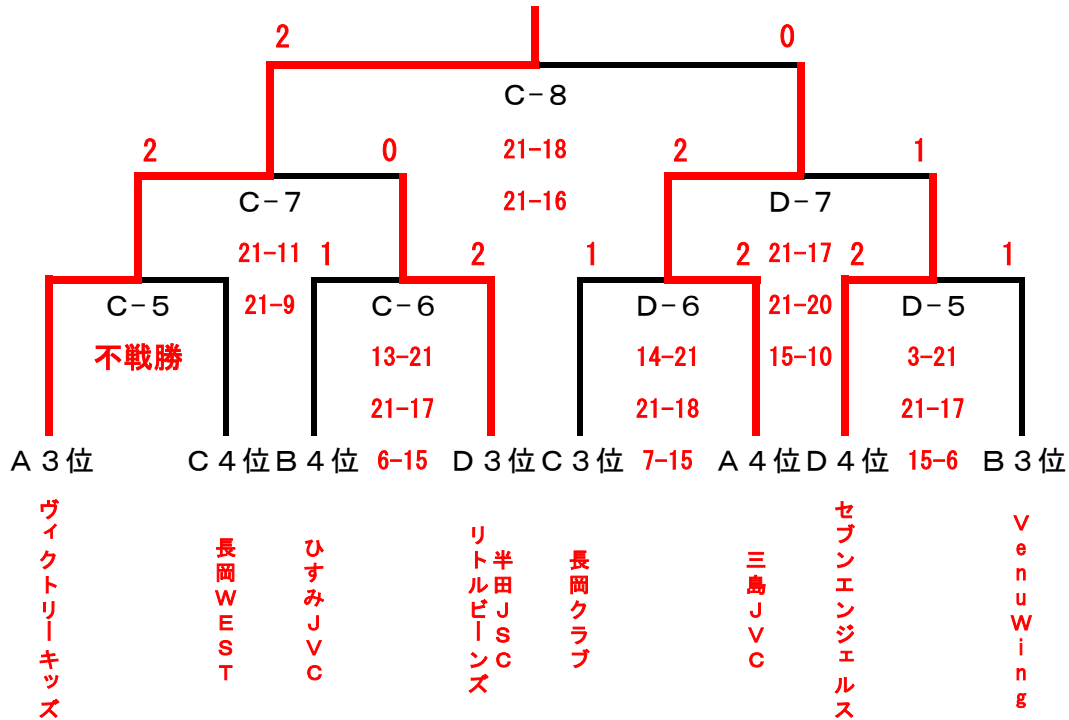 2
0
C-8
21-18
21-16
2
0
2
1
C-7
D-7
21-11
21-9
1
2
1
2
21-17
21-20
15-10
2
1
C-5
C-6
D-6
D-5
不戦勝
13-21
21-17
6-15
14-21
21-18
7-15
3-21
21-17
15-6
A3位
C4位
B4位
D3位
C3位
A4位
D4位
B3位
ヴィクトリーキッズ
長岡WEST
ひすみJVC
半田JSC
リトルビーンズ
長岡クラブ
三島JVC
セブンエンジェルス
VenuWing